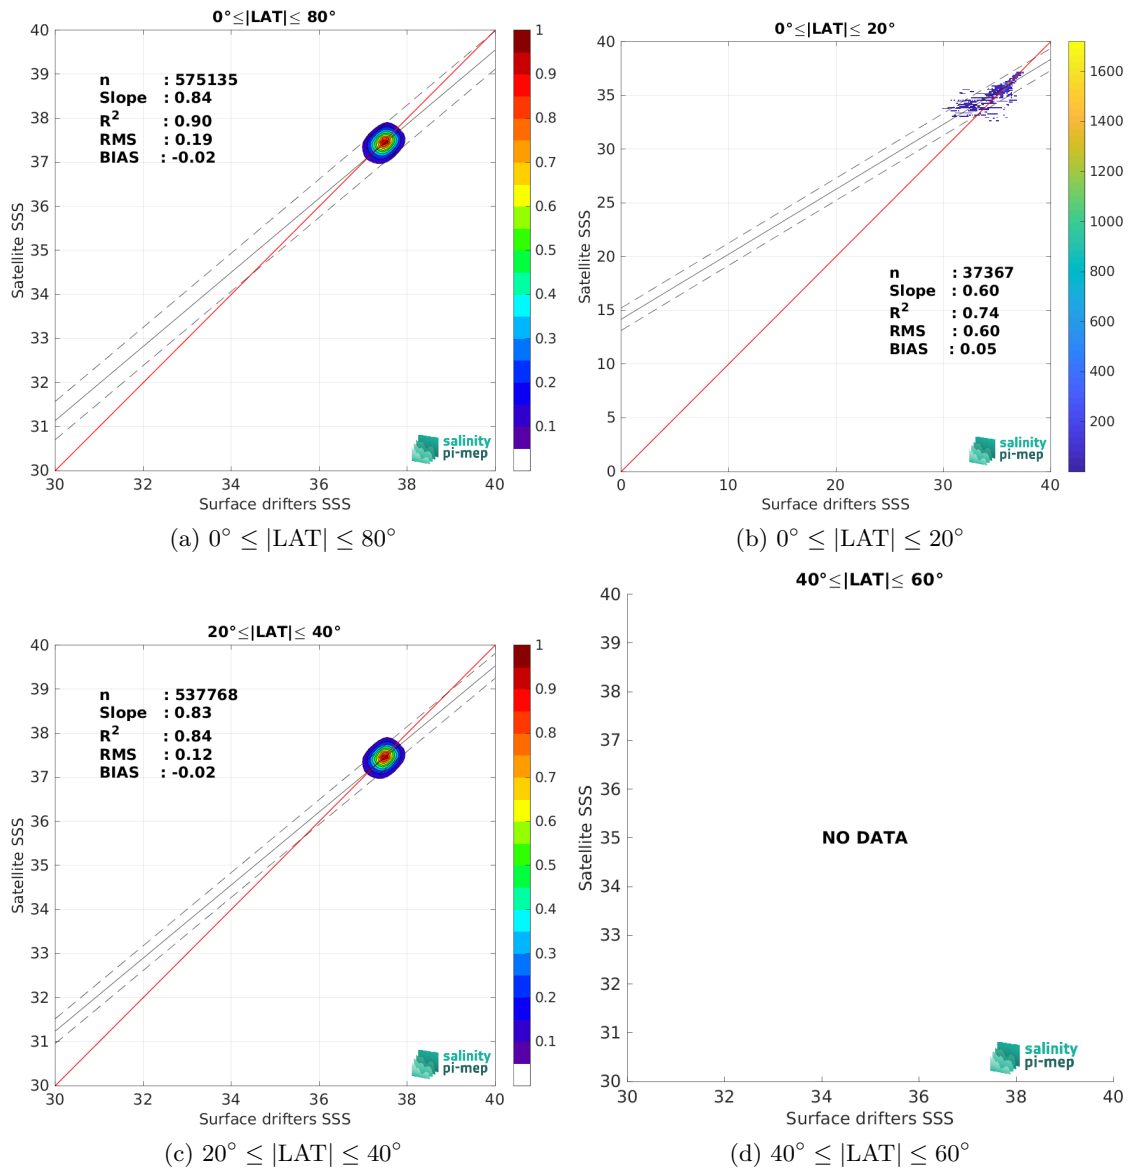 0°≤|LAT|≤ 80°
40
39
38
37
36
35
34
33
32
31
30
Satellite SSS
n : 575135
Slope : 0.84
R² : 0.90
RMS : 0.19
BIAS : -0.02
salinity
pi-mep
30 32 34 36 38 40
Surface drifters SSS
1
0.9
0.8
0.7
0.6
0.5
0.4
0.3
0.2
0.1
(a) 0° ≤ |LAT| ≤ 80°
0°≤|LAT|≤ 20°
40
35
30
25
20
15
10
5
0
Satellite SSS
n : 37367
Slope : 0.60
R² : 0.74
RMS : 0.60
BIAS : 0.05
salinity
pi-mep
0 10 20 30 40
Surface drifters SSS
1600
1400
1200
1000
800
600
400
200
(b) 0° ≤ |LAT| ≤ 20°
20°≤|LAT|≤ 40°
40
39
38
37
36
35
34
33
32
31
30
Satellite SSS
n : 537768
Slope : 0.83
R² : 0.84
RMS : 0.12
BIAS : -0.02
salinity
pi-mep
30 32 34 36 38 40
Surface drifters SSS
1
0.9
0.8
0.7
0.6
0.5
0.4
0.3
0.2
0.1
(c) 20° ≤ |LAT| ≤ 40°
40°≤|LAT|≤ 60°
40
39
38
37
36
35
34
33
32
31
30
Satellite SSS
NO DATA
salinity
pi-mep
30 32 34 36 38 40
Surface drifters SSS
(d) 40° ≤ |LAT| ≤ 60°